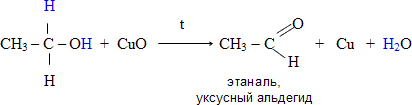 H
O
t
CH₃ – C – OH + CuO ⟶ CH₃ – C + Cu + H₂O
H
H
этаналь,
уксусный альдегид